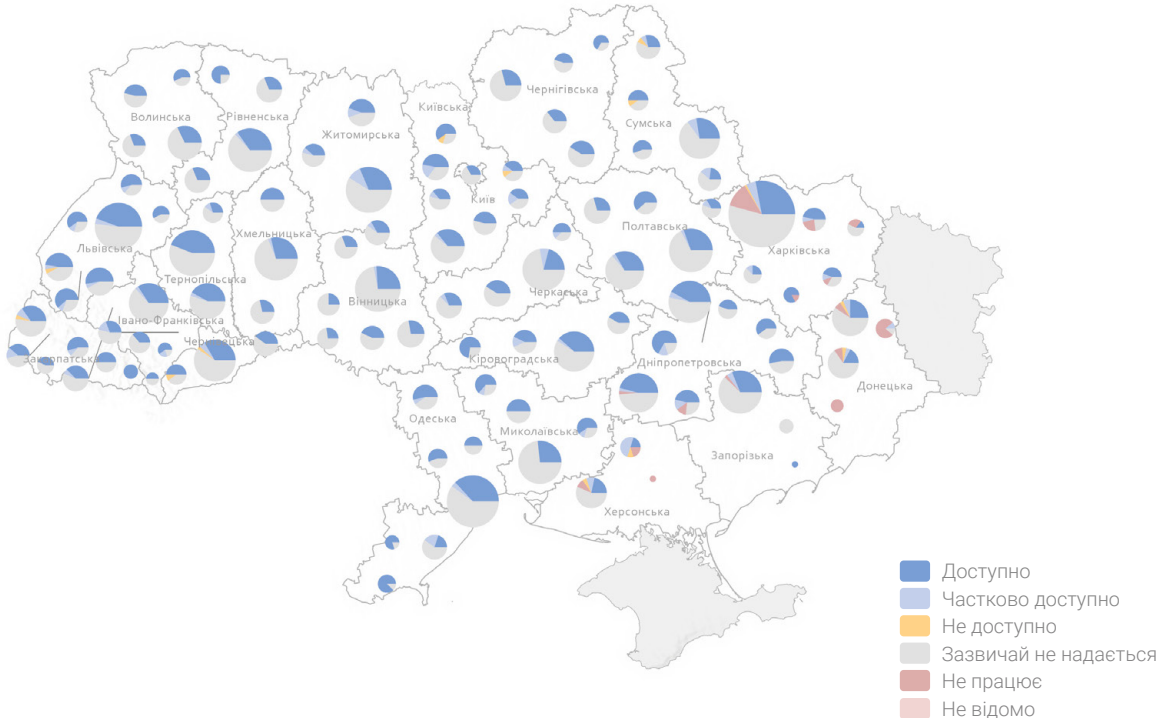 Чернігівська
Київська
Волинська
Рівненська
Житомирська
Сумська
Київ
Полтавська
Хмельницька
Львівська
Харківська
Тернопільська
Черкаська
Вінницька
Івано-Франківська
Чернівецька
Закарпатська
Кіровоградська
Дніпропетровська
Донецька
Одеська
Миколаївська
Запорізька
Херсонська
Доступно
Частково доступно
Не доступно
Зазвичай не надається
Не працює
Не відомо